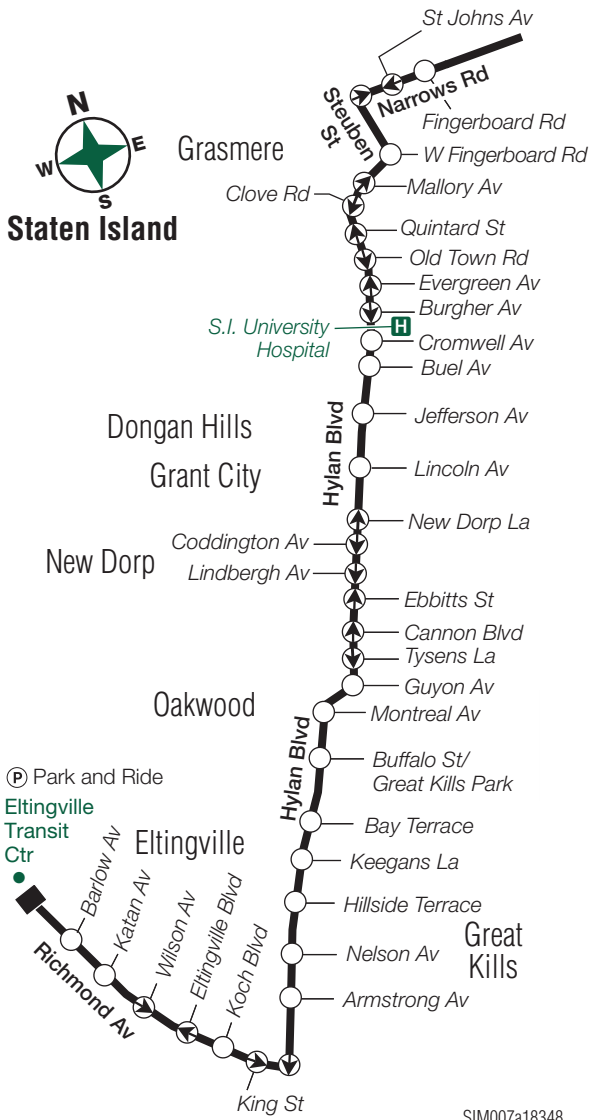 St Johns Av
Narrows Rd
Steuben
St
Fingerboard Rd
N
W
E
S
Staten Island
Grasmere
W Fingerboard Rd
Mallory Av
Clove Rd
Quintard St
Old Town Rd
Evergreen Av
Burgher Av
S.I. University
Hospital
H
Cromwell Av
Buel Av
Hylan Blvd
Jefferson Av
Dongan Hills
Grant City
Lincoln Av
New Dorp La
Coddington Av
New Dorp
Lindbergh Av
Ebbitts St
Cannon Blvd
Tysens La
Guyon Av
Oakwood
Montreal Av
Hylan Blvd
Buffalo St/
Great Kills Park
P Park and Ride
Eltingville
Transit
Ctr
Eltingville
Bay Terrace
Keegans La
Hillside Terrace
Barlow Av
Katan Av
Wilson Av
Eltingville Blvd
Koch Blvd
Richmond Av
Nelson Av
Great
Kills
Armstrong Av
King St
SIM007a18348